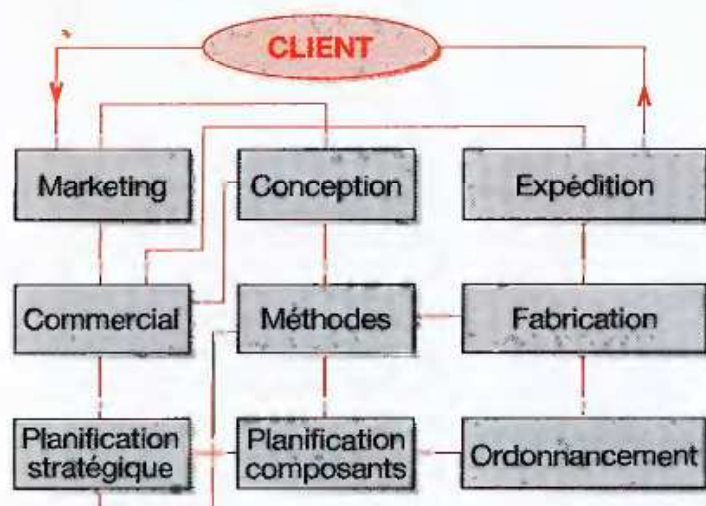 CLIENT
Marketing
Conception
Expédition
Commercial
Méthodes
Fabrication
Planification
stratégique
Planification
composants
Ordonnancement